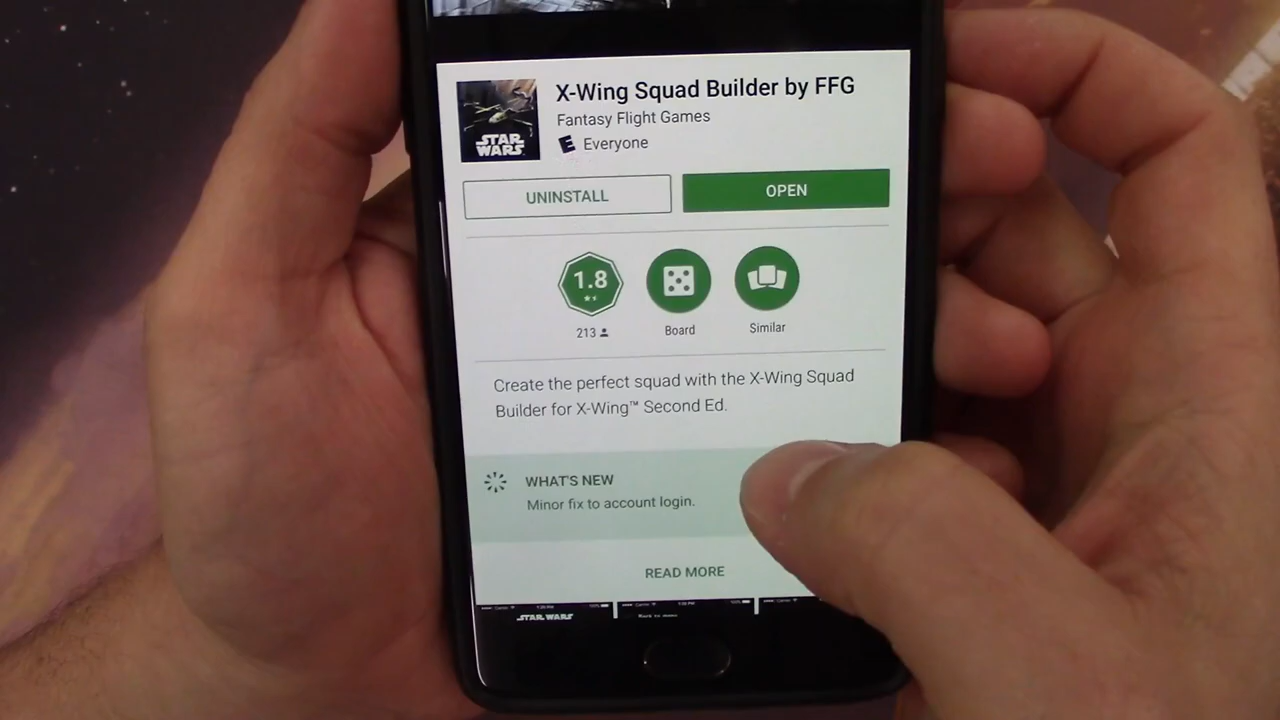 X-Wing Squad Builder by FFG
Fantasy Flight Games
E Everyone
STAR
WARS
UNINSTALL
OPEN
1.8
213
Board
Similar
Create the perfect squad with the X-Wing Squad
Builder for X-Wing™ Second Ed.
WHAT'S NEW
Minor fix to account login.
READ MORE
STAR WARS